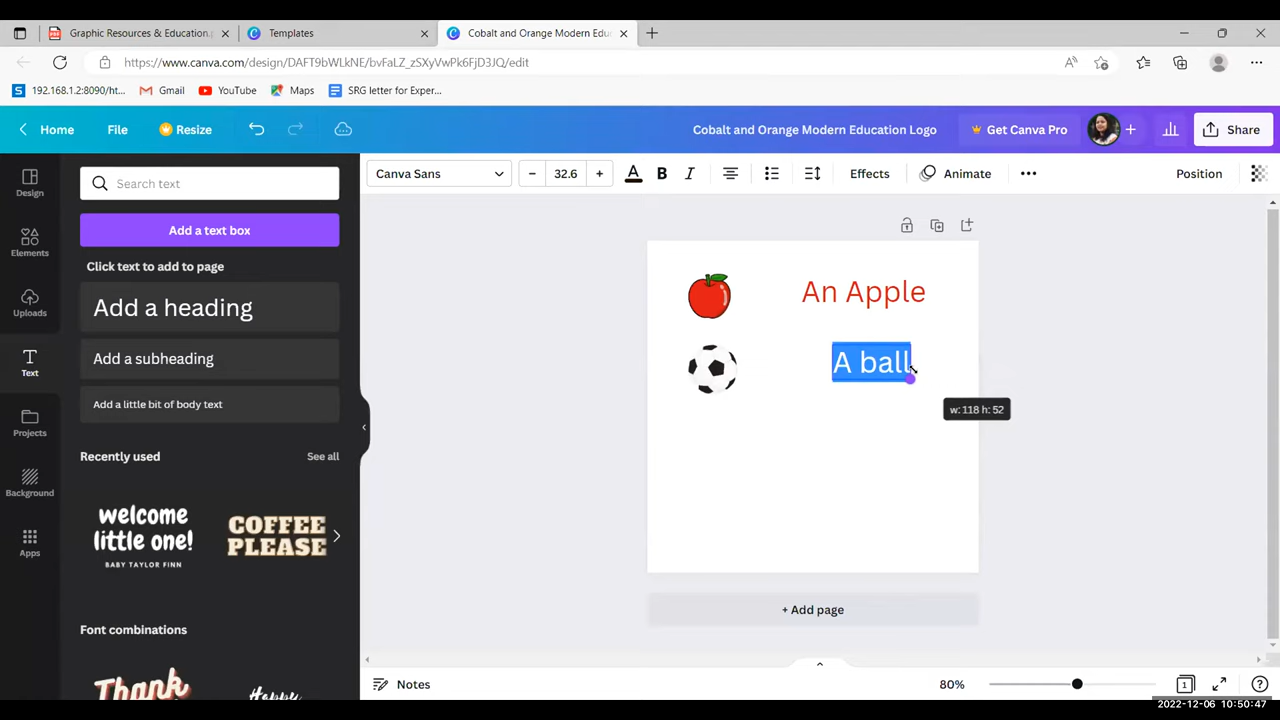 Graphic Resources & Education.
Templates
Cobalt and Orange Modern Edu
https://www.canva.com/design/DAFT9bWLkNE/bvFaLZ_zSXyVwPk6FjD3JQ/edit
192.168.1.2:8090/ht...
Gmail
YouTube
Maps
SRG letter for Exper...
Home
File
Resize
Cobalt and Orange Modern Education Logo
Get Canva Pro
Share
Design
Elements
Uploads
Text
Projects
Background
Apps
Search text
Add a text box
Click text to add to page
Add a heading
Add a subheading
Add a little bit of body text
Recently used
See all
welcome
little one!
BABY TAYLOR FINN
COFFEE
PLEASE
Font combinations
Thank
Happy
Canva Sans
32.6
A
B
I
Effects
Animate
Position
An Apple
A ball
w: 118 h: 52
+ Add page
Notes
80%
1
2022-12-06 10:50:47